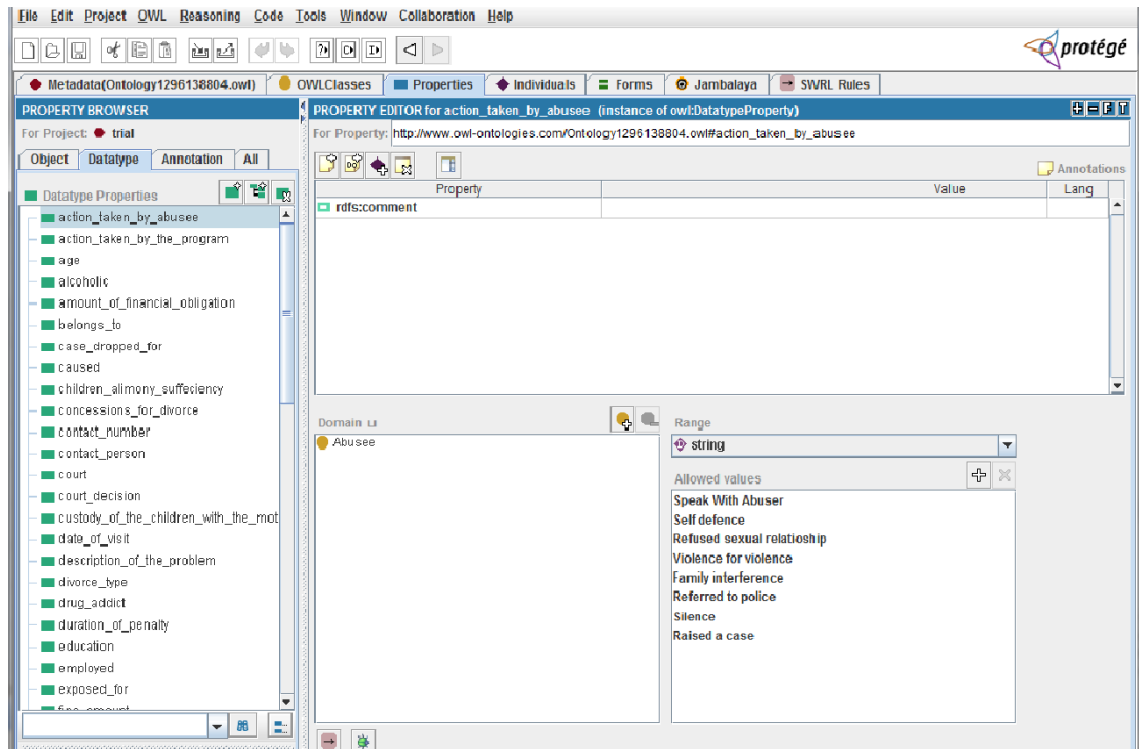 File Edit Project OWL Reasoning Code Tools Window Collaboration Help
protégé
Metadata(Ontology1296138804.owl) OWLClasses Properties Individuals Forms Jambalaya SWRL Rules
PROPERTY BROWSER
For Project: trial
Object Datatype Annotation All
Datatype Properties
action_taken_by_abusee
action_taken_by_the_program
age
alcoholic
amount_of_financial_obligation
belongs_to
case_dropped_for
caused
children_alimony_suffeciency
concessions_for_divorce
contact_number
contact_person
court
court_decision
custody_of_the_children_with_the_mot
date_of_visit
description_of_the_problem
divorce_type
drug_addict
duration_of_penalty
education
employed
exposed_for
PROPERTY EDITOR for action_taken_by_abusee (instance of owl:DatatypeProperty)
For Property: http://www.owl-ontologies.com/Ontology1296138804.owl#action_taken_by_abusee
Annotations
Property Value Lang
rdfs:comment
Domain
Abusee
Range
string
Allowed values
Speak With Abuser
Self defence
Refused sexual relatioship
Violence for violence
Family interference
Referred to police
Silence
Raised a case